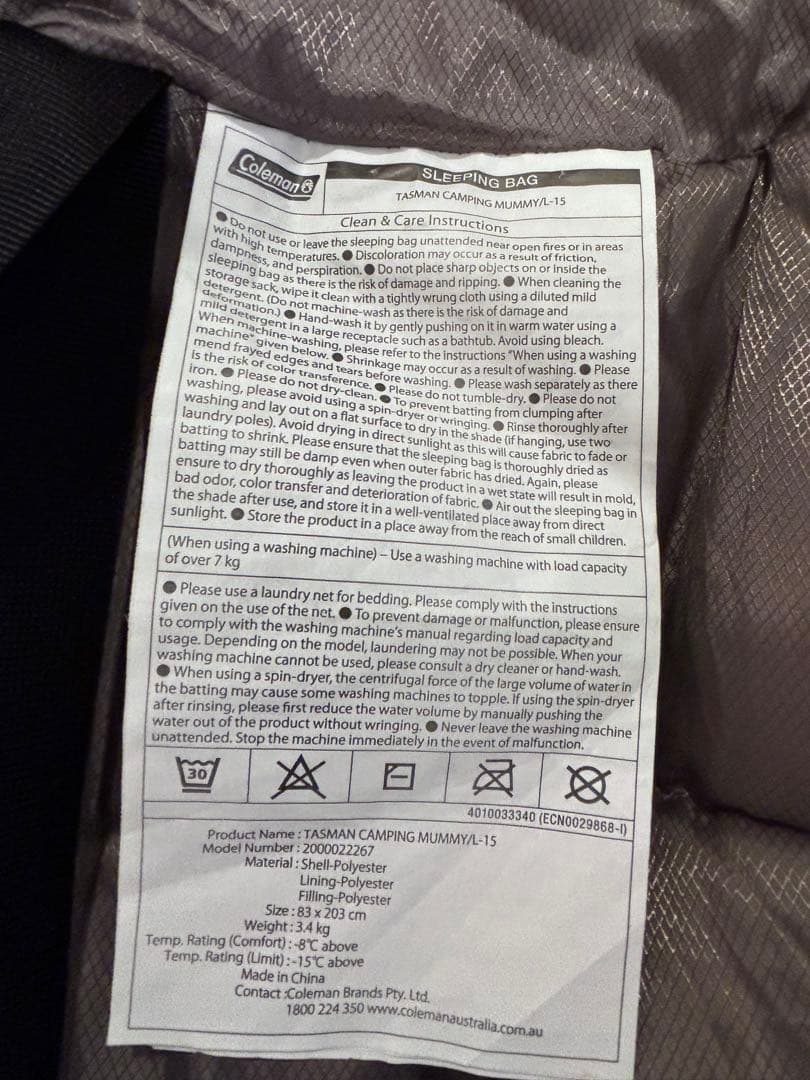 Coleman
SLEEPING BAG
TASMAN CAMPING MUMMY/L-15
Clean & Care Instructions
● Do not use or leave the sleeping bag unattended near open fires or in areas
with high temperatures. ● Discoloration may occur as a result of friction,
dampness, and perspiration. ● Do not place sharp objects on or inside the
sleeping bag as there is the risk of damage and ripping. ● When cleaning the
storage sack, wipe it clean with a tightly wrung cloth using a diluted mild
detergent. (Do not machine-wash as there is the risk of damage and
deformation.) ● Hand-wash it by gently pushing on it in warm water using a
mild detergent in a large receptacle such as a bathtub. Avoid using bleach.
When machine-washing, please refer to the instructions "When using a washing
machine" given below. ● Shrinkage may occur as a result of washing. ● Please
mend frayed edges and tears before washing. ● Please wash separately as there
is the risk of color transference. ● Please do not tumble-dry. ● Please do not
iron. ● Please do not dry-clean. ● To prevent batting from clumping after
washing, please avoid using a spin-dryer or wringing. ● Rinse thoroughly after
washing and lay out on a flat surface to dry in the shade (if hanging, use two
laundry poles). Avoid drying in direct sunlight as this will cause fabric to fade or
batting to shrink. Please ensure that the sleeping bag is thoroughly dried as
batting may still be damp even when outer fabric has dried. Again, please
ensure to dry thoroughly as leaving the product in a wet state will result in mold,
bad odor, color transfer and deterioration of fabric. ● Air out the sleeping bag in
the shade after use, and store it in a well-ventilated place away from direct
sunlight. ● Store the product in a place away from the reach of small children.
(When using a washing machine) – Use a washing machine with load capacity
of over 7 kg
● Please use a laundry net for bedding. Please comply with the instructions
given on the use of the net. ● To prevent damage or malfunction, please ensure
to comply with the washing machine's manual regarding load capacity and
usage. Depending on the model, laundering may not be possible. When your
washing machine cannot be used, please consult a dry cleaner or hand-wash.
● When using a spin-dryer, the centrifugal force of the large volume of water in
the batting may cause some washing machines to topple. If using the spin-dryer
after rinsing, please first reduce the water volume by manually pushing the
water out of the product without wringing. ● Never leave the washing machine
unattended. Stop the machine immediately in the event of malfunction.
30
4010033340 (ECN0029868-I)
Product Name : TASMAN CAMPING MUMMY/L-15
Model Number : 2000022267
Material : Shell-Polyester
Lining-Polyester
Filling-Polyester
Size : 83 x 203 cm
Weight : 3.4 kg
Temp. Rating (Comfort) : -8°C above
Temp. Rating (Limit) : -15°C above
Made in China
Contact :Coleman Brands Pty. Ltd.
1800 224 350 www.colemanaustralia.com.au